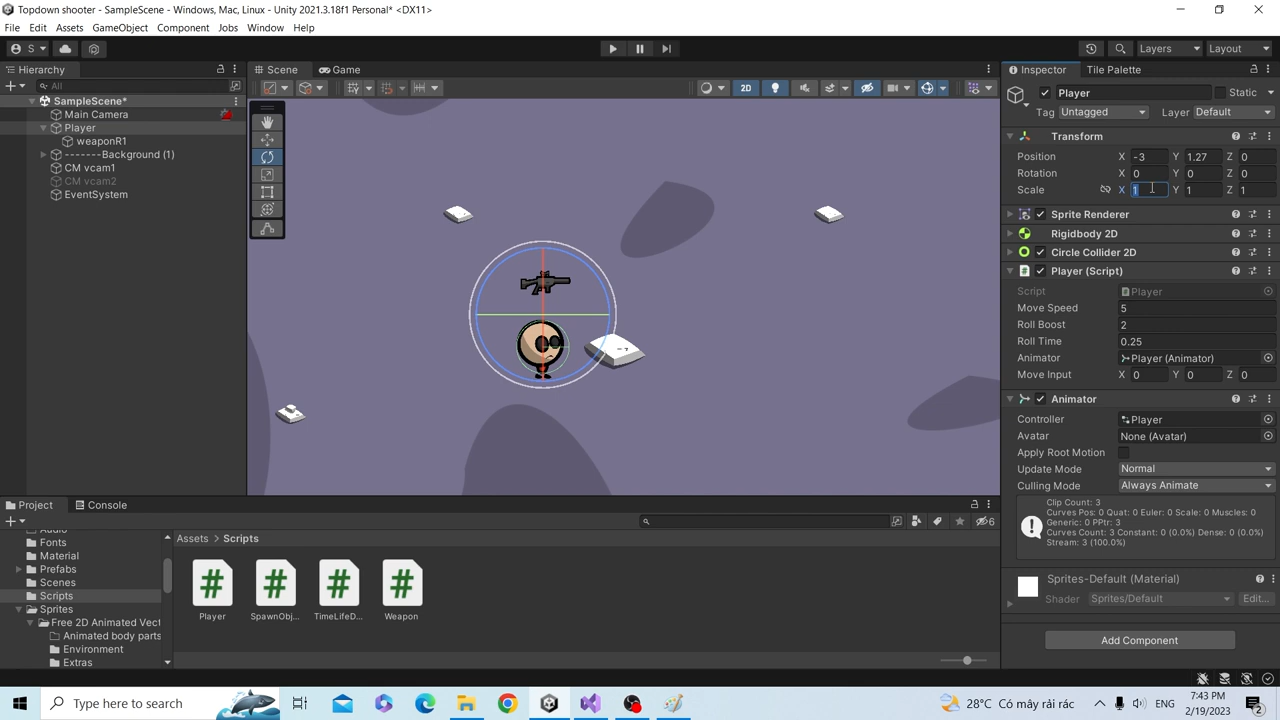 Topdown shooter - SampleScene - Windows, Mac, Linux - Unity 2021.3.18f1 Personal* <DX11>
File Edit Assets GameObject Component Jobs Window Help
S Layers Layout
Hierarchy Scene Game Inspector Tile Palette
All 2D Player Static
SampleScene* Tag Untagged Layer Default
Main Camera
Player Transform
weaponR1
-------Background (1) Position X -3 Y 1.27 Z 0
CM vcam1 Rotation X 0 Y 0 Z 0
CM vcam2 Scale X 1 Y 1 Z 1
EventSystem
Sprite Renderer
Rigidbody 2D
Circle Collider 2D
Player (Script)
Script Player
Move Speed 5
Roll Boost 2
Roll Time 0.25
Animator Player (Animator)
Move Input X 0 Y 0 Z 0
Animator
Controller Player
Avatar None (Avatar)
Apply Root Motion
Update Mode Normal
Culling Mode Always Animate
Clip Count: 3
Curves Pos: 0 Quat: 0 Euler: 0 Scale: 0 Muscles: 0
Generic: 0 PPtr: 3
Curves Count: 3 Constant: 0 (0.0%) Dense: 0 (0.0%)
Stream: 3 (100.0%)
Project Console
6
Audio
Fonts
Material
Prefabs
Scenes
Scripts
Sprites
Free 2D Animated Vect
Animated body parts
Environment
Extras
Assets > Scripts
Player SpawnObj... TimeLifeD... Weapon
Sprites-Default (Material)
Shader Sprites/Default Edit...
Add Component
Type here to search
28°C Có mây rải rác ENG 7:43 PM
2/19/2023 2